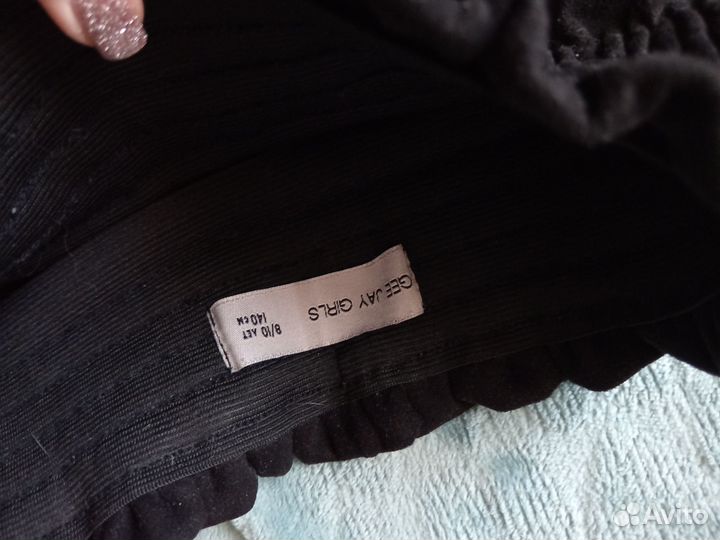 GEE JAY GIRLS
8/10 ЛЕТ
140 см
Avito